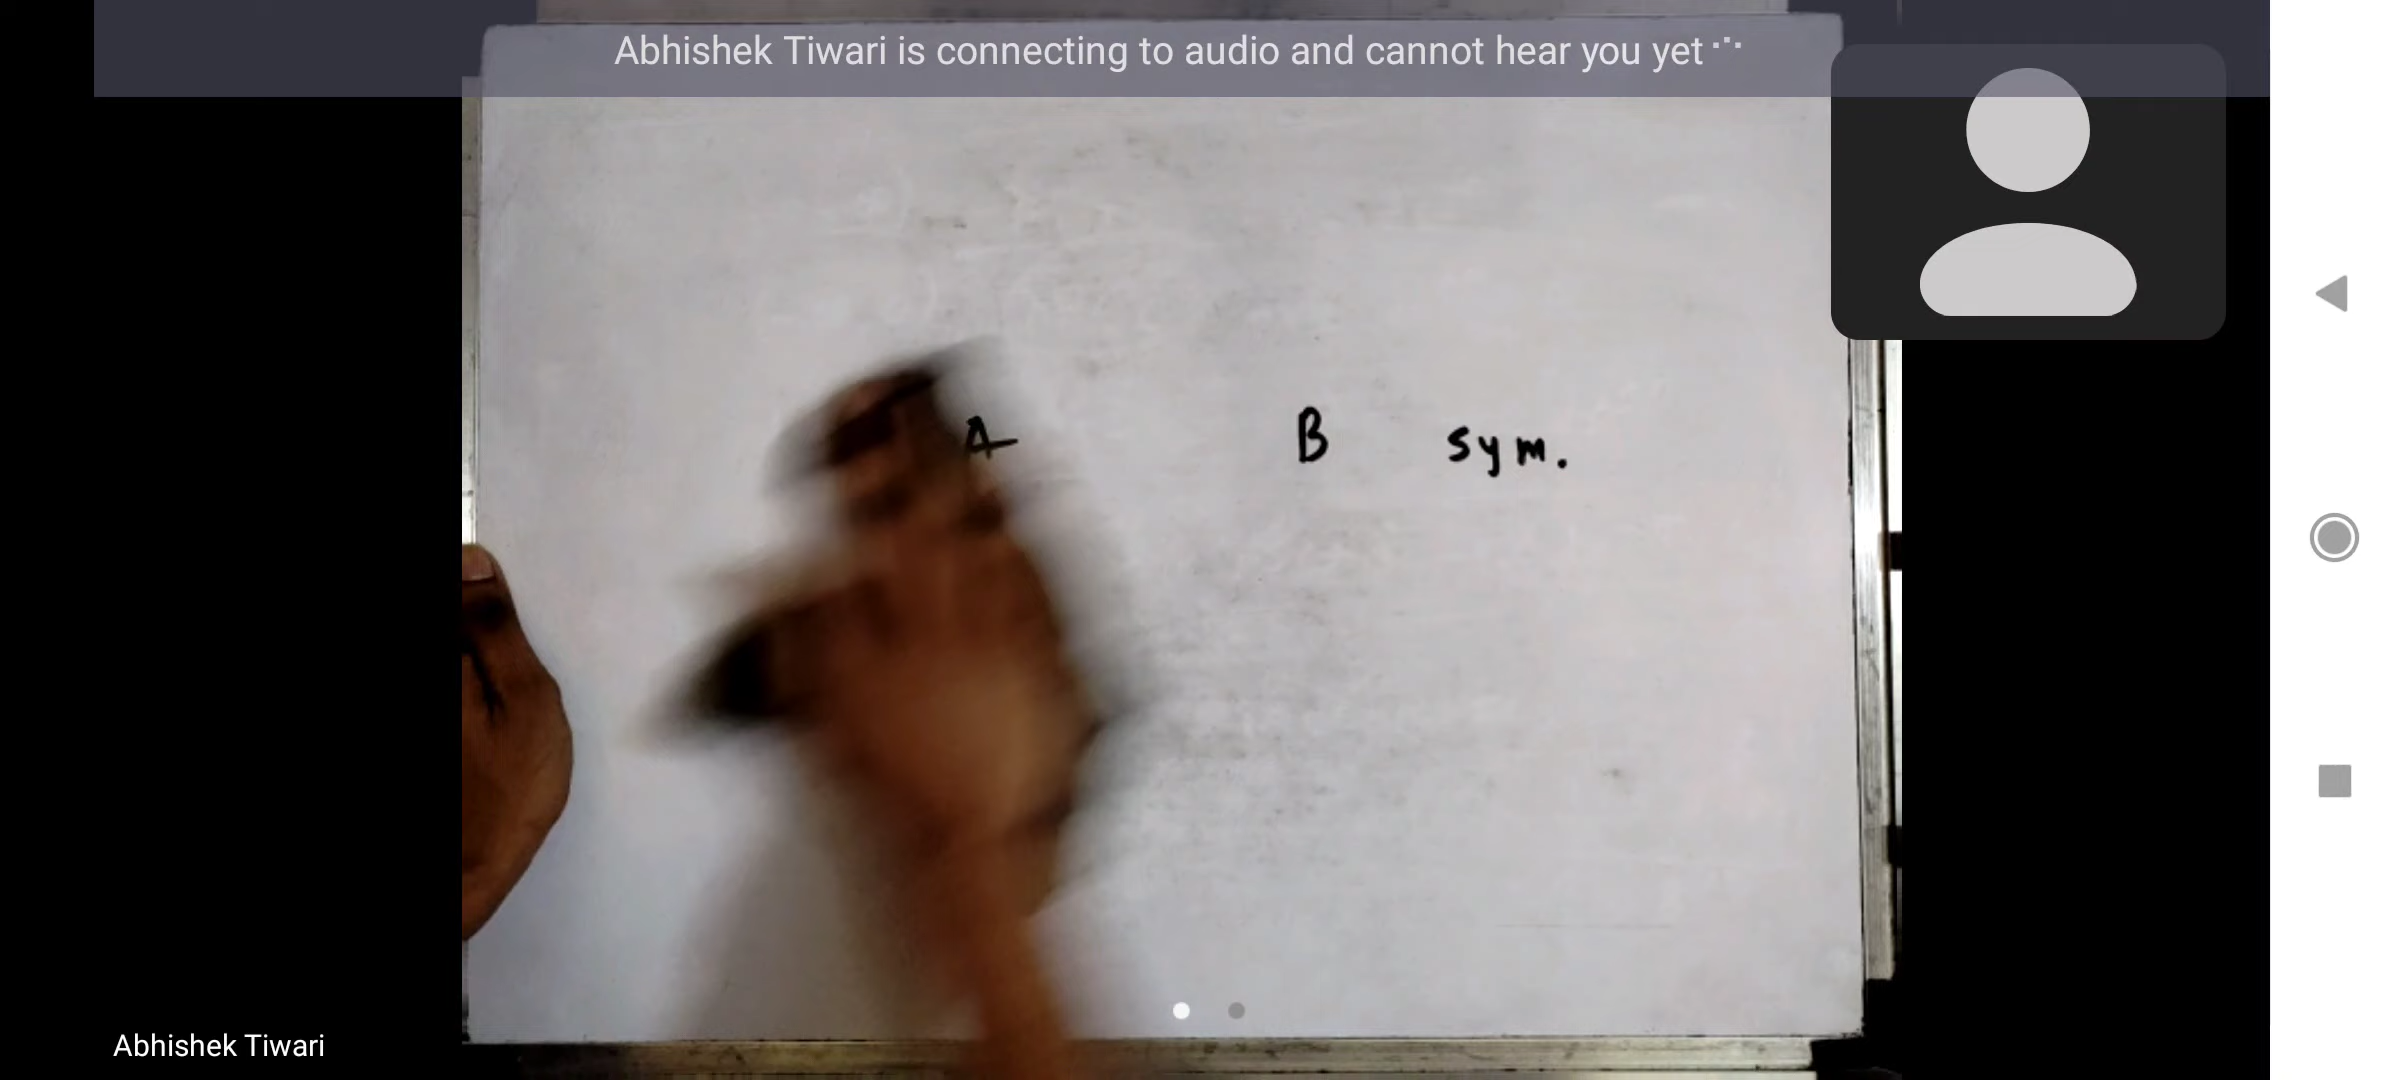 Abhishek Tiwari is connecting to audio and cannot hear you yet
A B sym.
Abhishek Tiwari